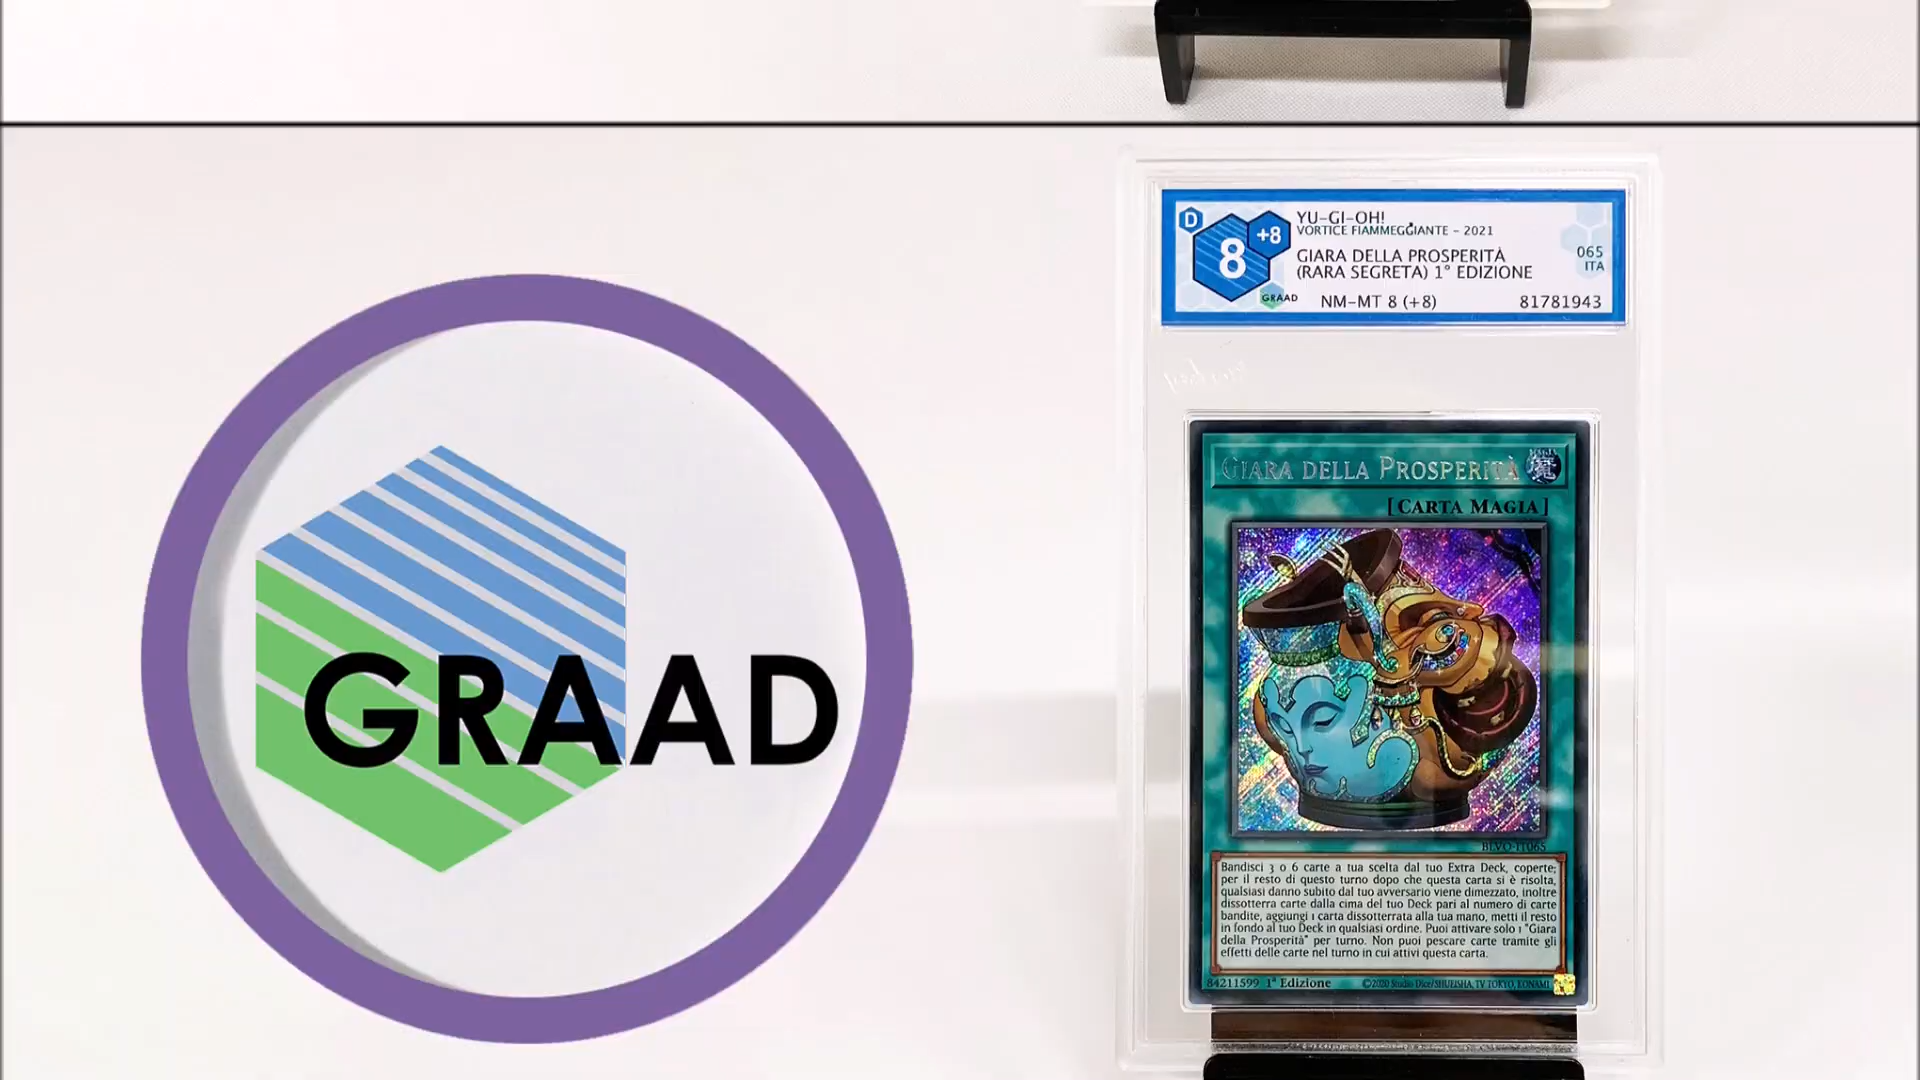 GRAAD
D
8
+8
YU-GI-OH!
VORTICE FIAMMEGGIANTE - 2021
GIARA DELLA PROSPERITÀ
(RARA SEGRETA) 1° EDIZIONE
065
ITA
GRAAD
NM-MT 8 (+8)
81781943
GIARA DELLA PROSPERITÀ
[CARTA MAGIA]
BLVO-IT065
Bandisci 3 o 6 carte a tua scelta dal tuo Extra Deck, coperte;
per il resto di questo turno dopo che questa carta si è risolta,
qualsiasi danno subito dal tuo avversario viene dimezzato, inoltre
dissotterra carte dalla cima del tuo Deck pari al numero di carte
bandite, aggiungi 1 carta dissotterrata alla tua mano, metti il resto
in fondo al tuo Deck in qualsiasi ordine. Puoi attivare solo 1 "Giara
della Prosperità" per turno. Non puoi pescare carte tramite gli
effetti delle carte nel turno in cui attivi questa carta.
84211599
1ª Edizione
©2020 Studio Dice/SHUEISHA, TV TOKYO, KONAMI